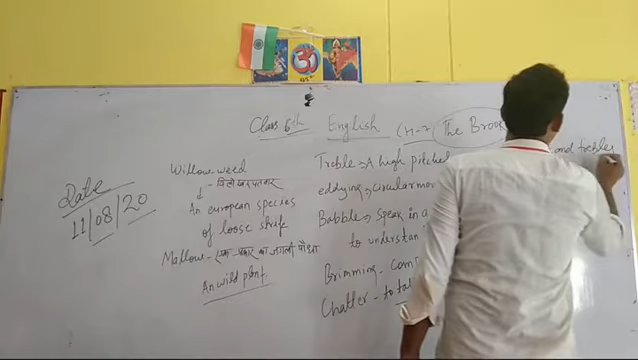 Class 6th English CH-2 The Brook
Date
11/08/20
Willow weed
An european species
of loose strife
Mallow - एक प्रकार का जंगली पौधा
An wild plant.
Treble → A high pitched
eddying → circular mov
Babble → Speak in a
to understan
Brimming - com
Chatter - to tal
and trebles
ॐ